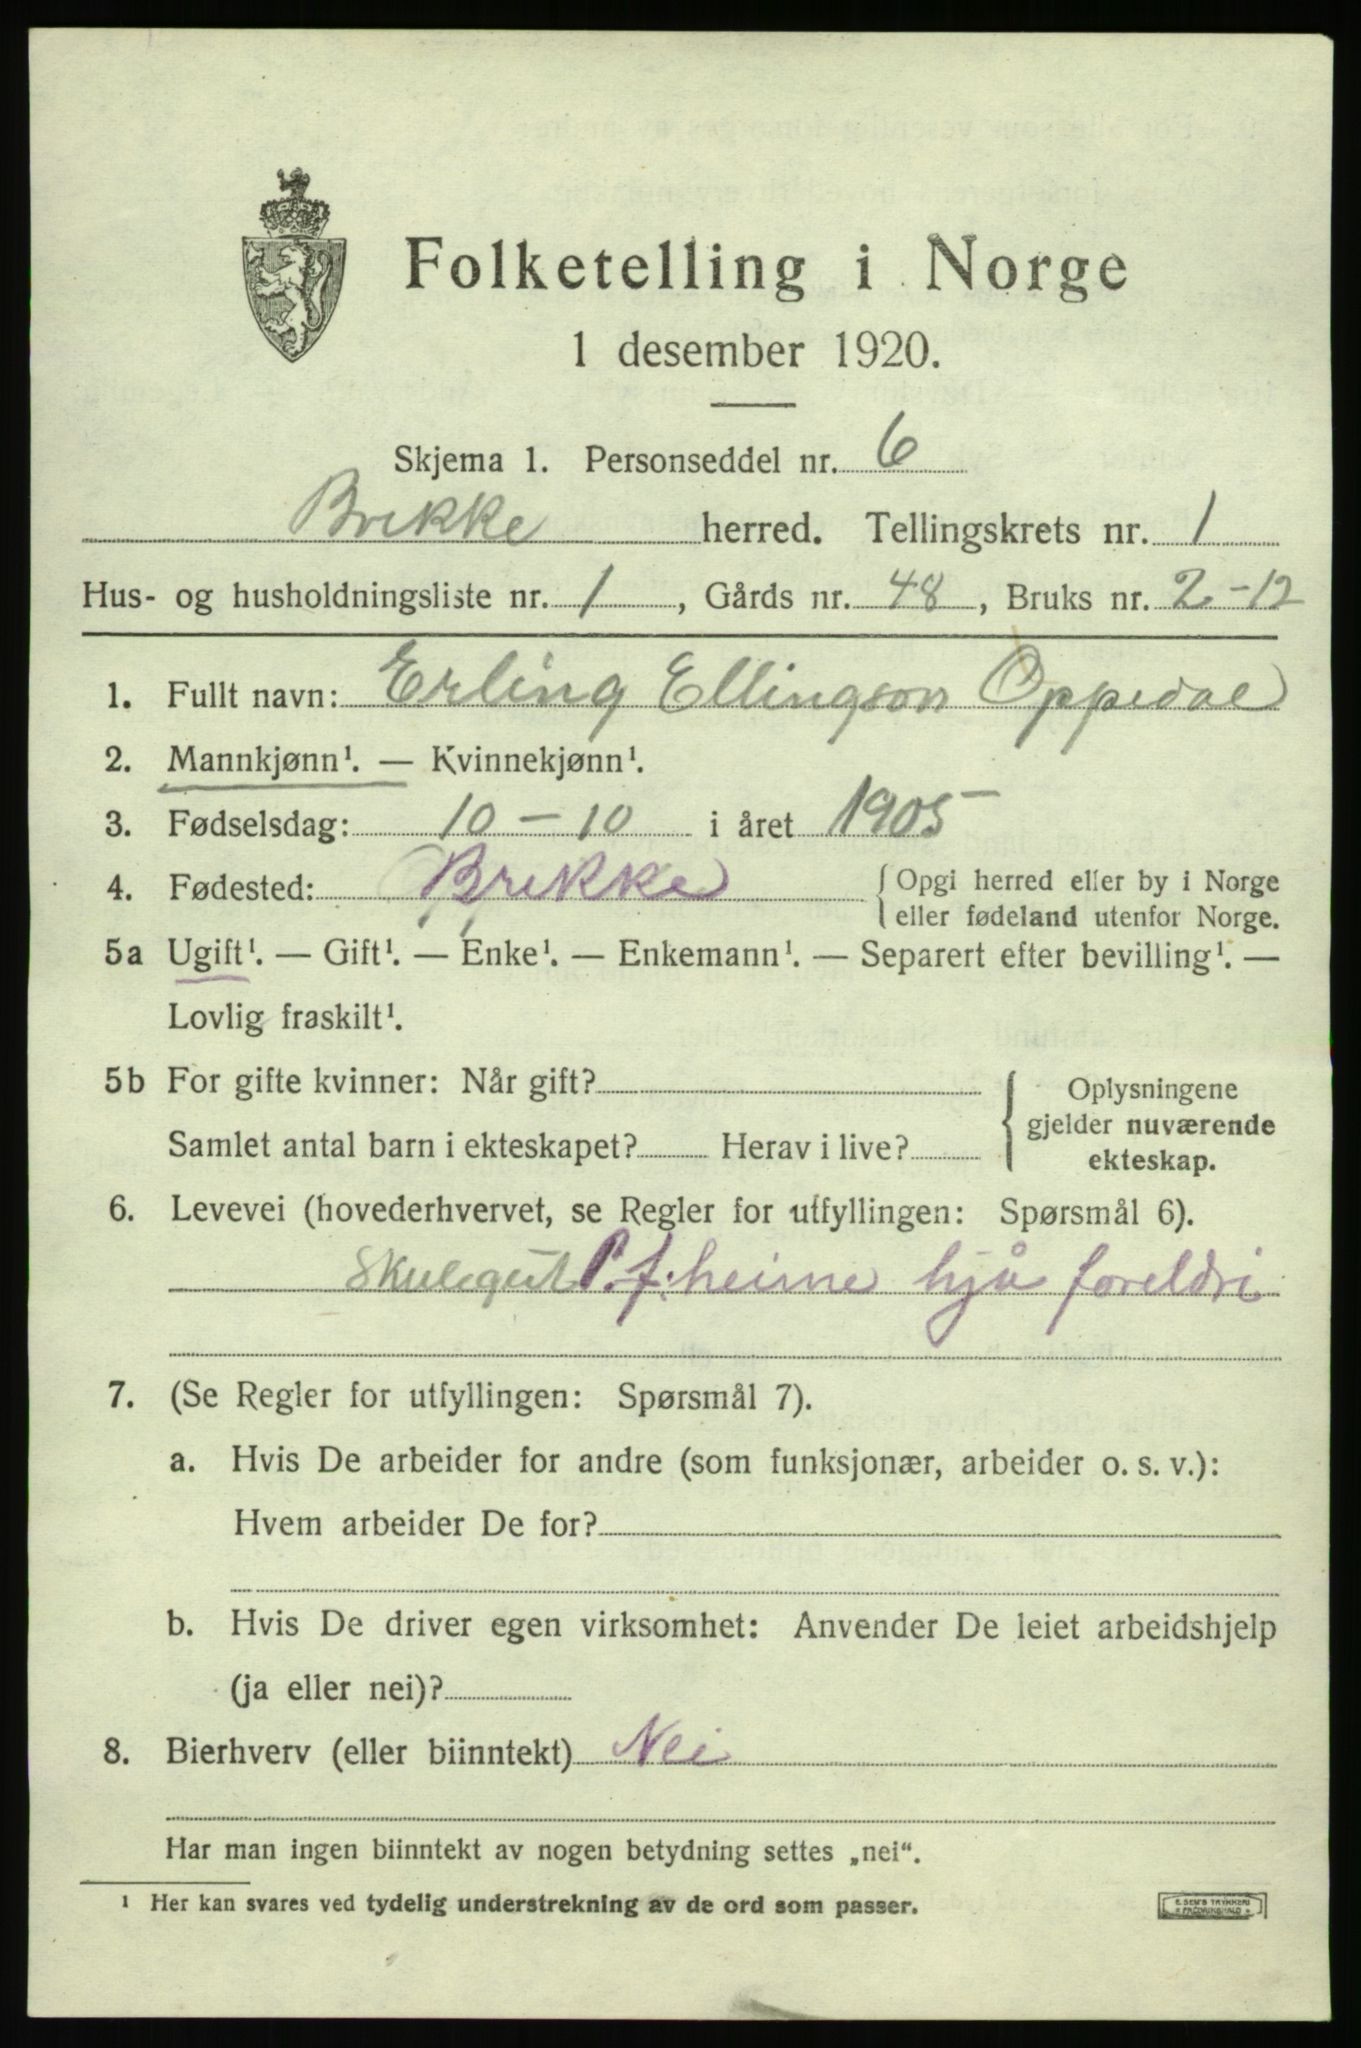 Folketelling i Norge
1 desember 1920.
Skjema 1. Personseddel nr. 6
Brekke herred. Tellingskrets nr. 1
Hus- og husholdningsliste nr. 1, Gårds nr. 48, Bruks nr. 2-12
1. Fullt navn: Erling Ellingson Oppedal
2. Mannkjønn¹. — Kvinnekjønn¹.
3. Fødselsdag: 10 - 10 i året 1905
4. Fødested: Brekke { Opgi herred eller by i Norge
eller fødeland utenfor Norge.
5a Ugift¹. — Gift¹. — Enke¹. — Enkemann¹. — Separert efter bevilling¹. —
Lovlig fraskilt¹.
5b For gifte kvinner: Når gift? { Oplysningene
gjelder nuværende
Samlet antal barn i ekteskapet? Herav i live? ekteskap.
6. Levevei (hovederhvervet, se Regler for utfyllingen: Spørsmål 6).
Skulegut P.f. heime hjå foreldri
7. (Se Regler for utfyllingen: Spørsmål 7).
a. Hvis De arbeider for andre (som funksjonær, arbeider o. s. v.):
Hvem arbeider De for?
b. Hvis De driver egen virksomhet: Anvender De leiet arbeidshjelp
(ja eller nei)?
8. Bierhverv (eller biinntekt) Nei
Har man ingen biinntekt av nogen betydning settes „nei“.
¹ Her kan svares ved tydelig understrekning av de ord som passer.
E. SEM'S TRYKKERI
FREDRIKSHALD